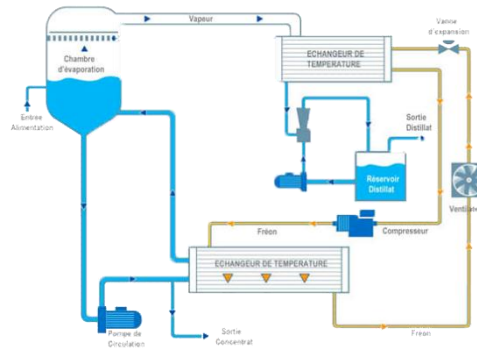 Vapeur
Vanne
d'expansion
ECHANGEUR DE
TEMPERATURE
Chambre
d'évaporation
Entrée
Alimentation
Sortie
Distillat
Réservoir
Distillat
Ventilate
Fréon
Compresseur
ECHANGEUR DE TEMPERATURE
Pompe de
Circulation
Sortie
Concentrat
Fréon